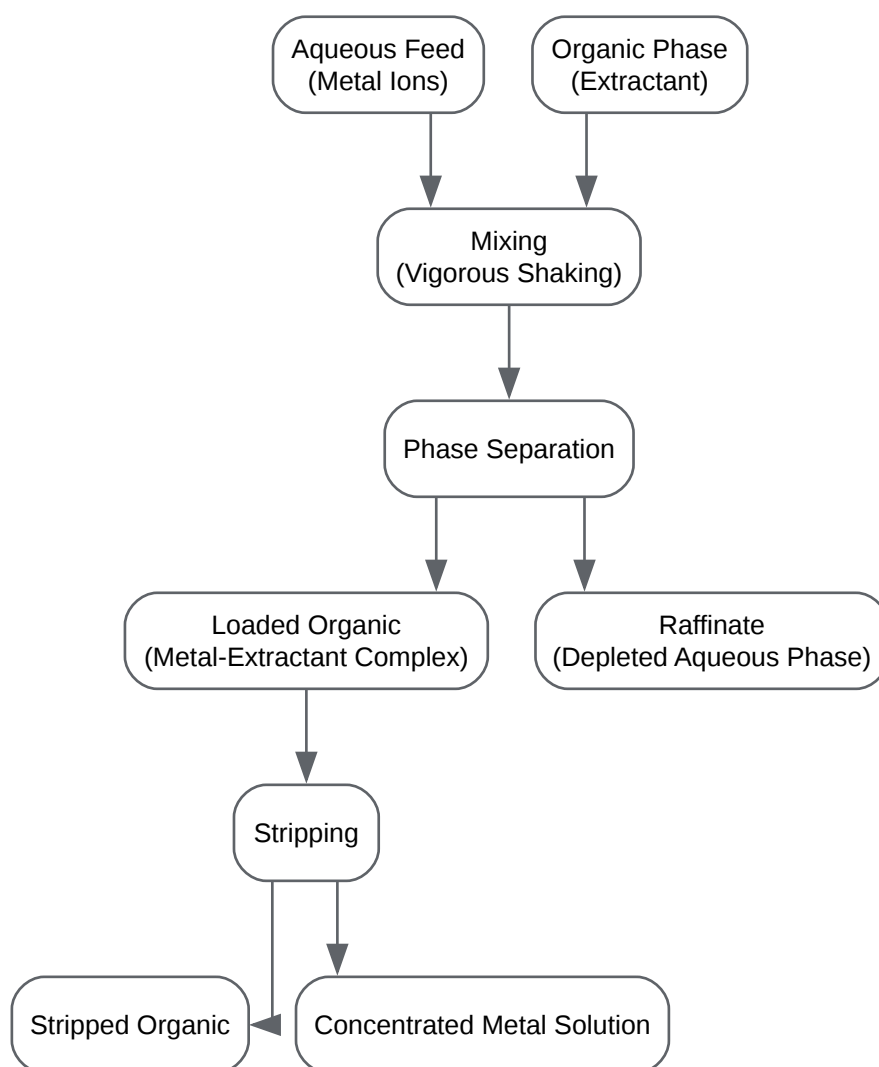 Aqueous Feed
(Metal Ions)
Organic Phase
(Extractant)
Mixing
(Vigorous Shaking)
Phase Separation
Loaded Organic
(Metal-Extractant Complex)
Raffinate
(Depleted Aqueous Phase)
Stripping
Stripped Organic
Concentrated Metal Solution